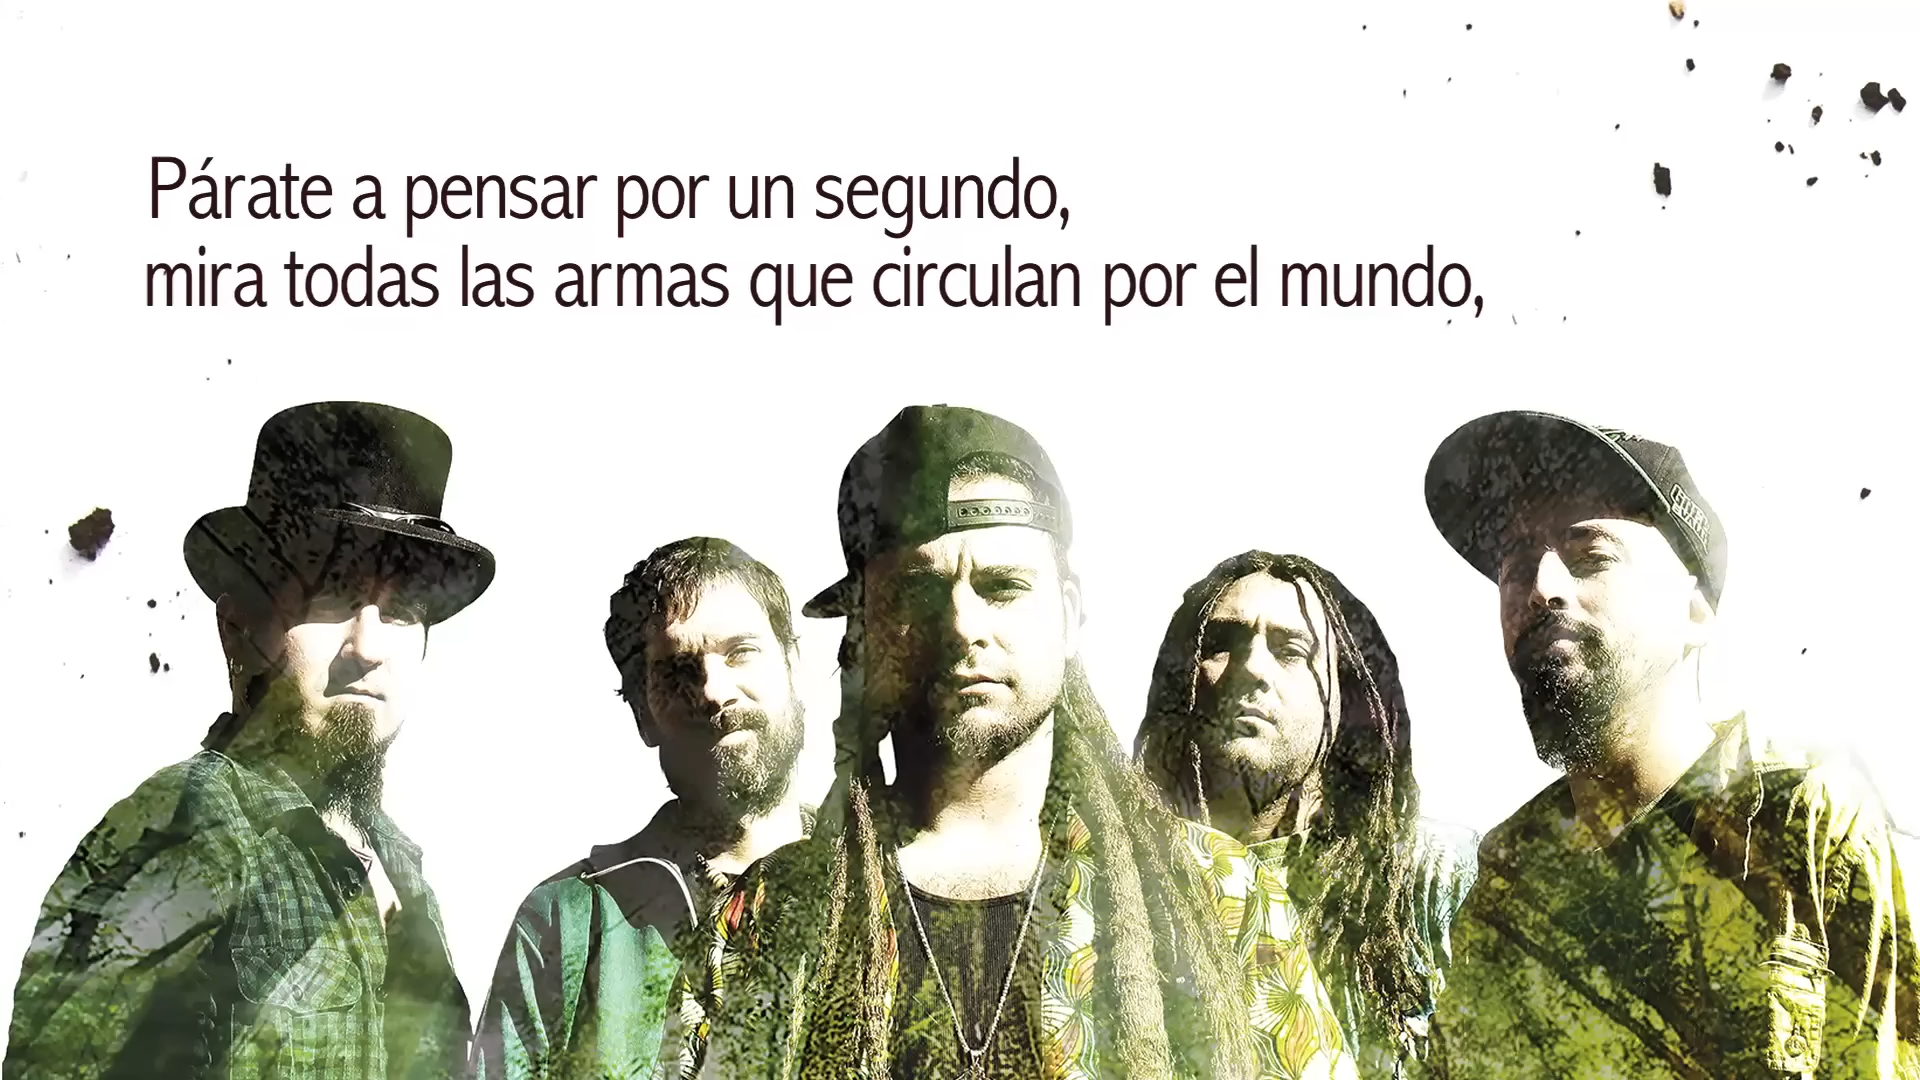 Párate a pensar por un segundo,
mira todas las armas que circulan por el mundo,